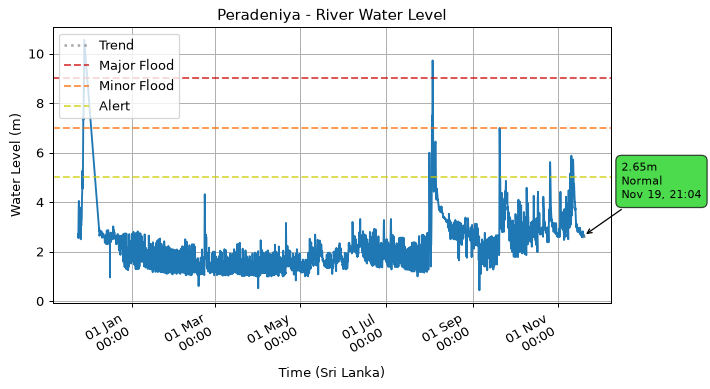 Peradeniya - River Water Level
Trend
Major Flood
Minor Flood
Alert
Water Level (m)
10
8
6
4
2
0
2.65m
Normal
Nov 19, 21:04
01 Jan
00:00
01 Mar
00:00
01 May
00:00
01 Jul
00:00
01 Sep
00:00
01 Nov
00:00
Time (Sri Lanka)